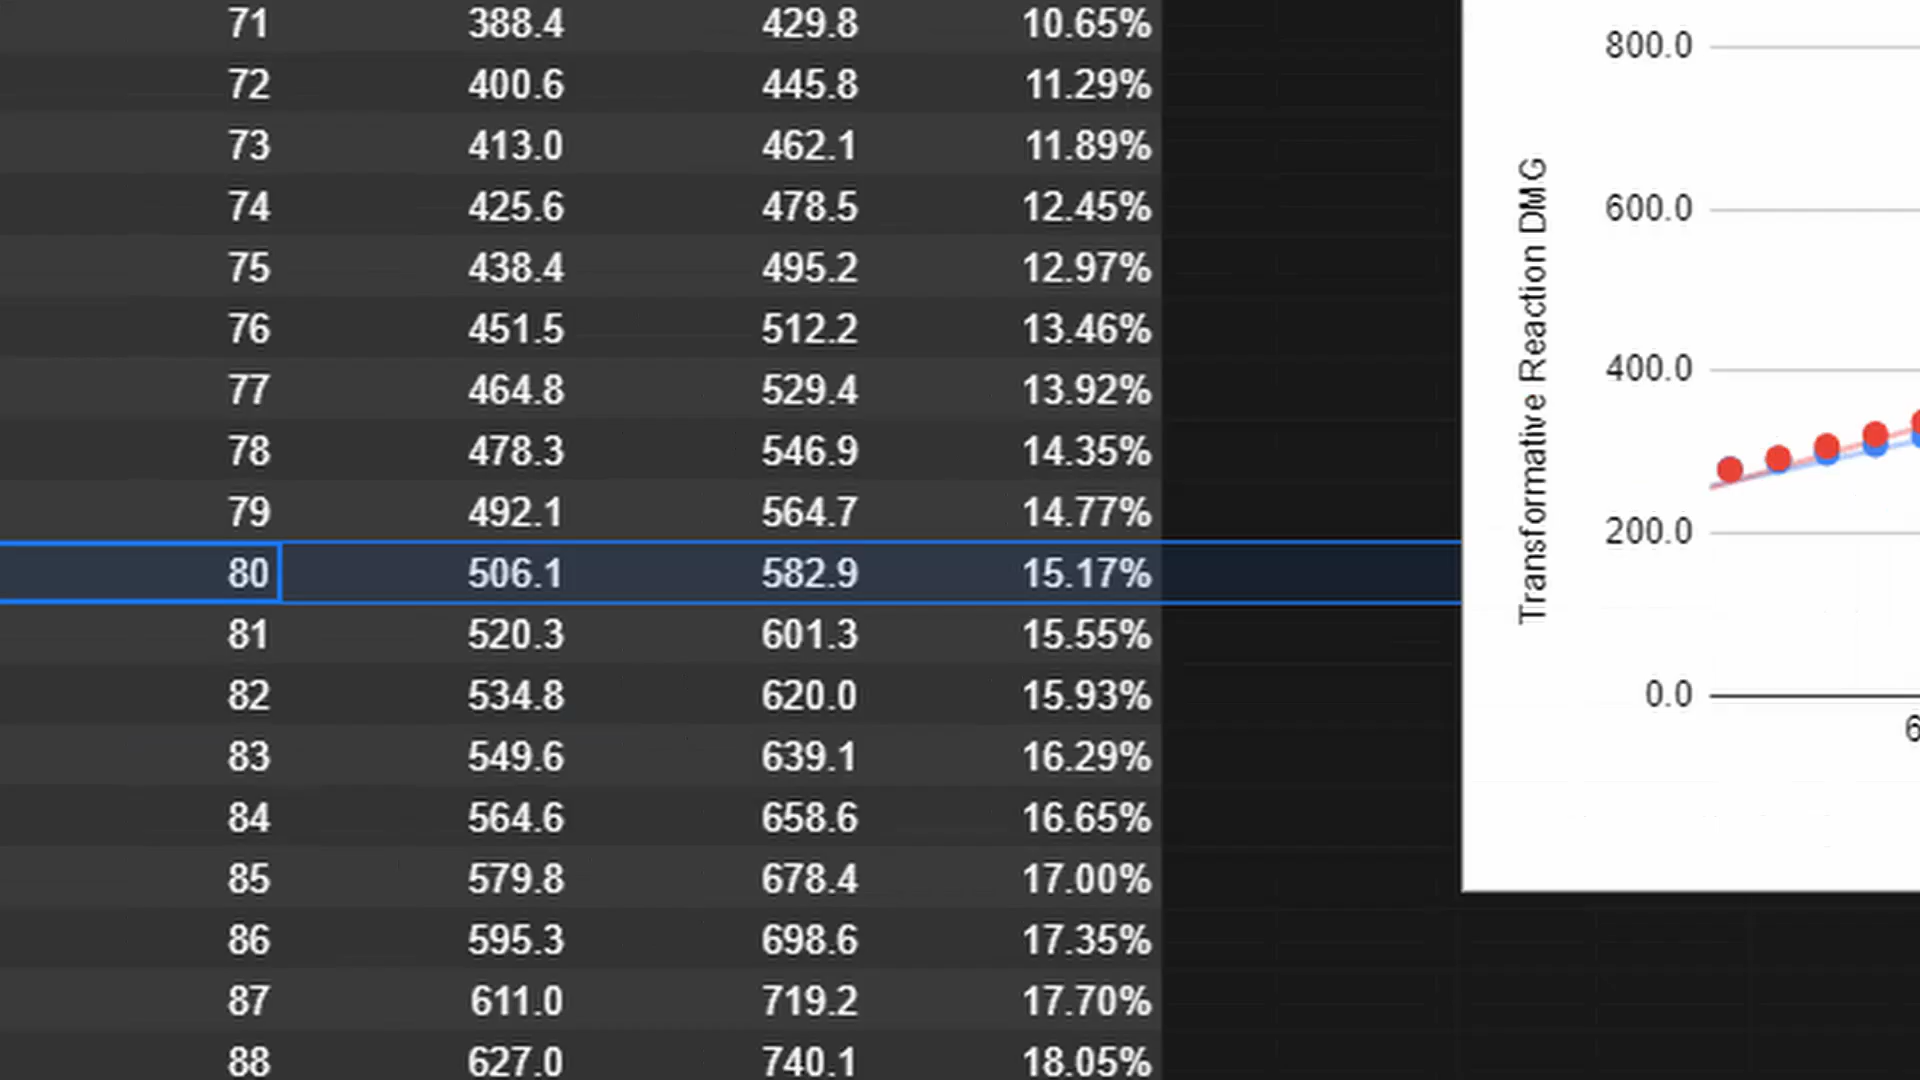 71 388.4 429.8 10.65%
72 400.6 445.8 11.29%
73 413.0 462.1 11.89%
74 425.6 478.5 12.45%
75 438.4 495.2 12.97%
76 451.5 512.2 13.46%
77 464.8 529.4 13.92%
78 478.3 546.9 14.35%
79 492.1 564.7 14.77%
80 506.1 582.9 15.17%
81 520.3 601.3 15.55%
82 534.8 620.0 15.93%
83 549.6 639.1 16.29%
84 564.6 658.6 16.65%
85 579.8 678.4 17.00%
86 595.3 698.6 17.35%
87 611.0 719.2 17.70%
88 627.0 740.1 18.05%
Transformative Reaction DMG
800.0
600.0
400.0
200.0
0.0
6